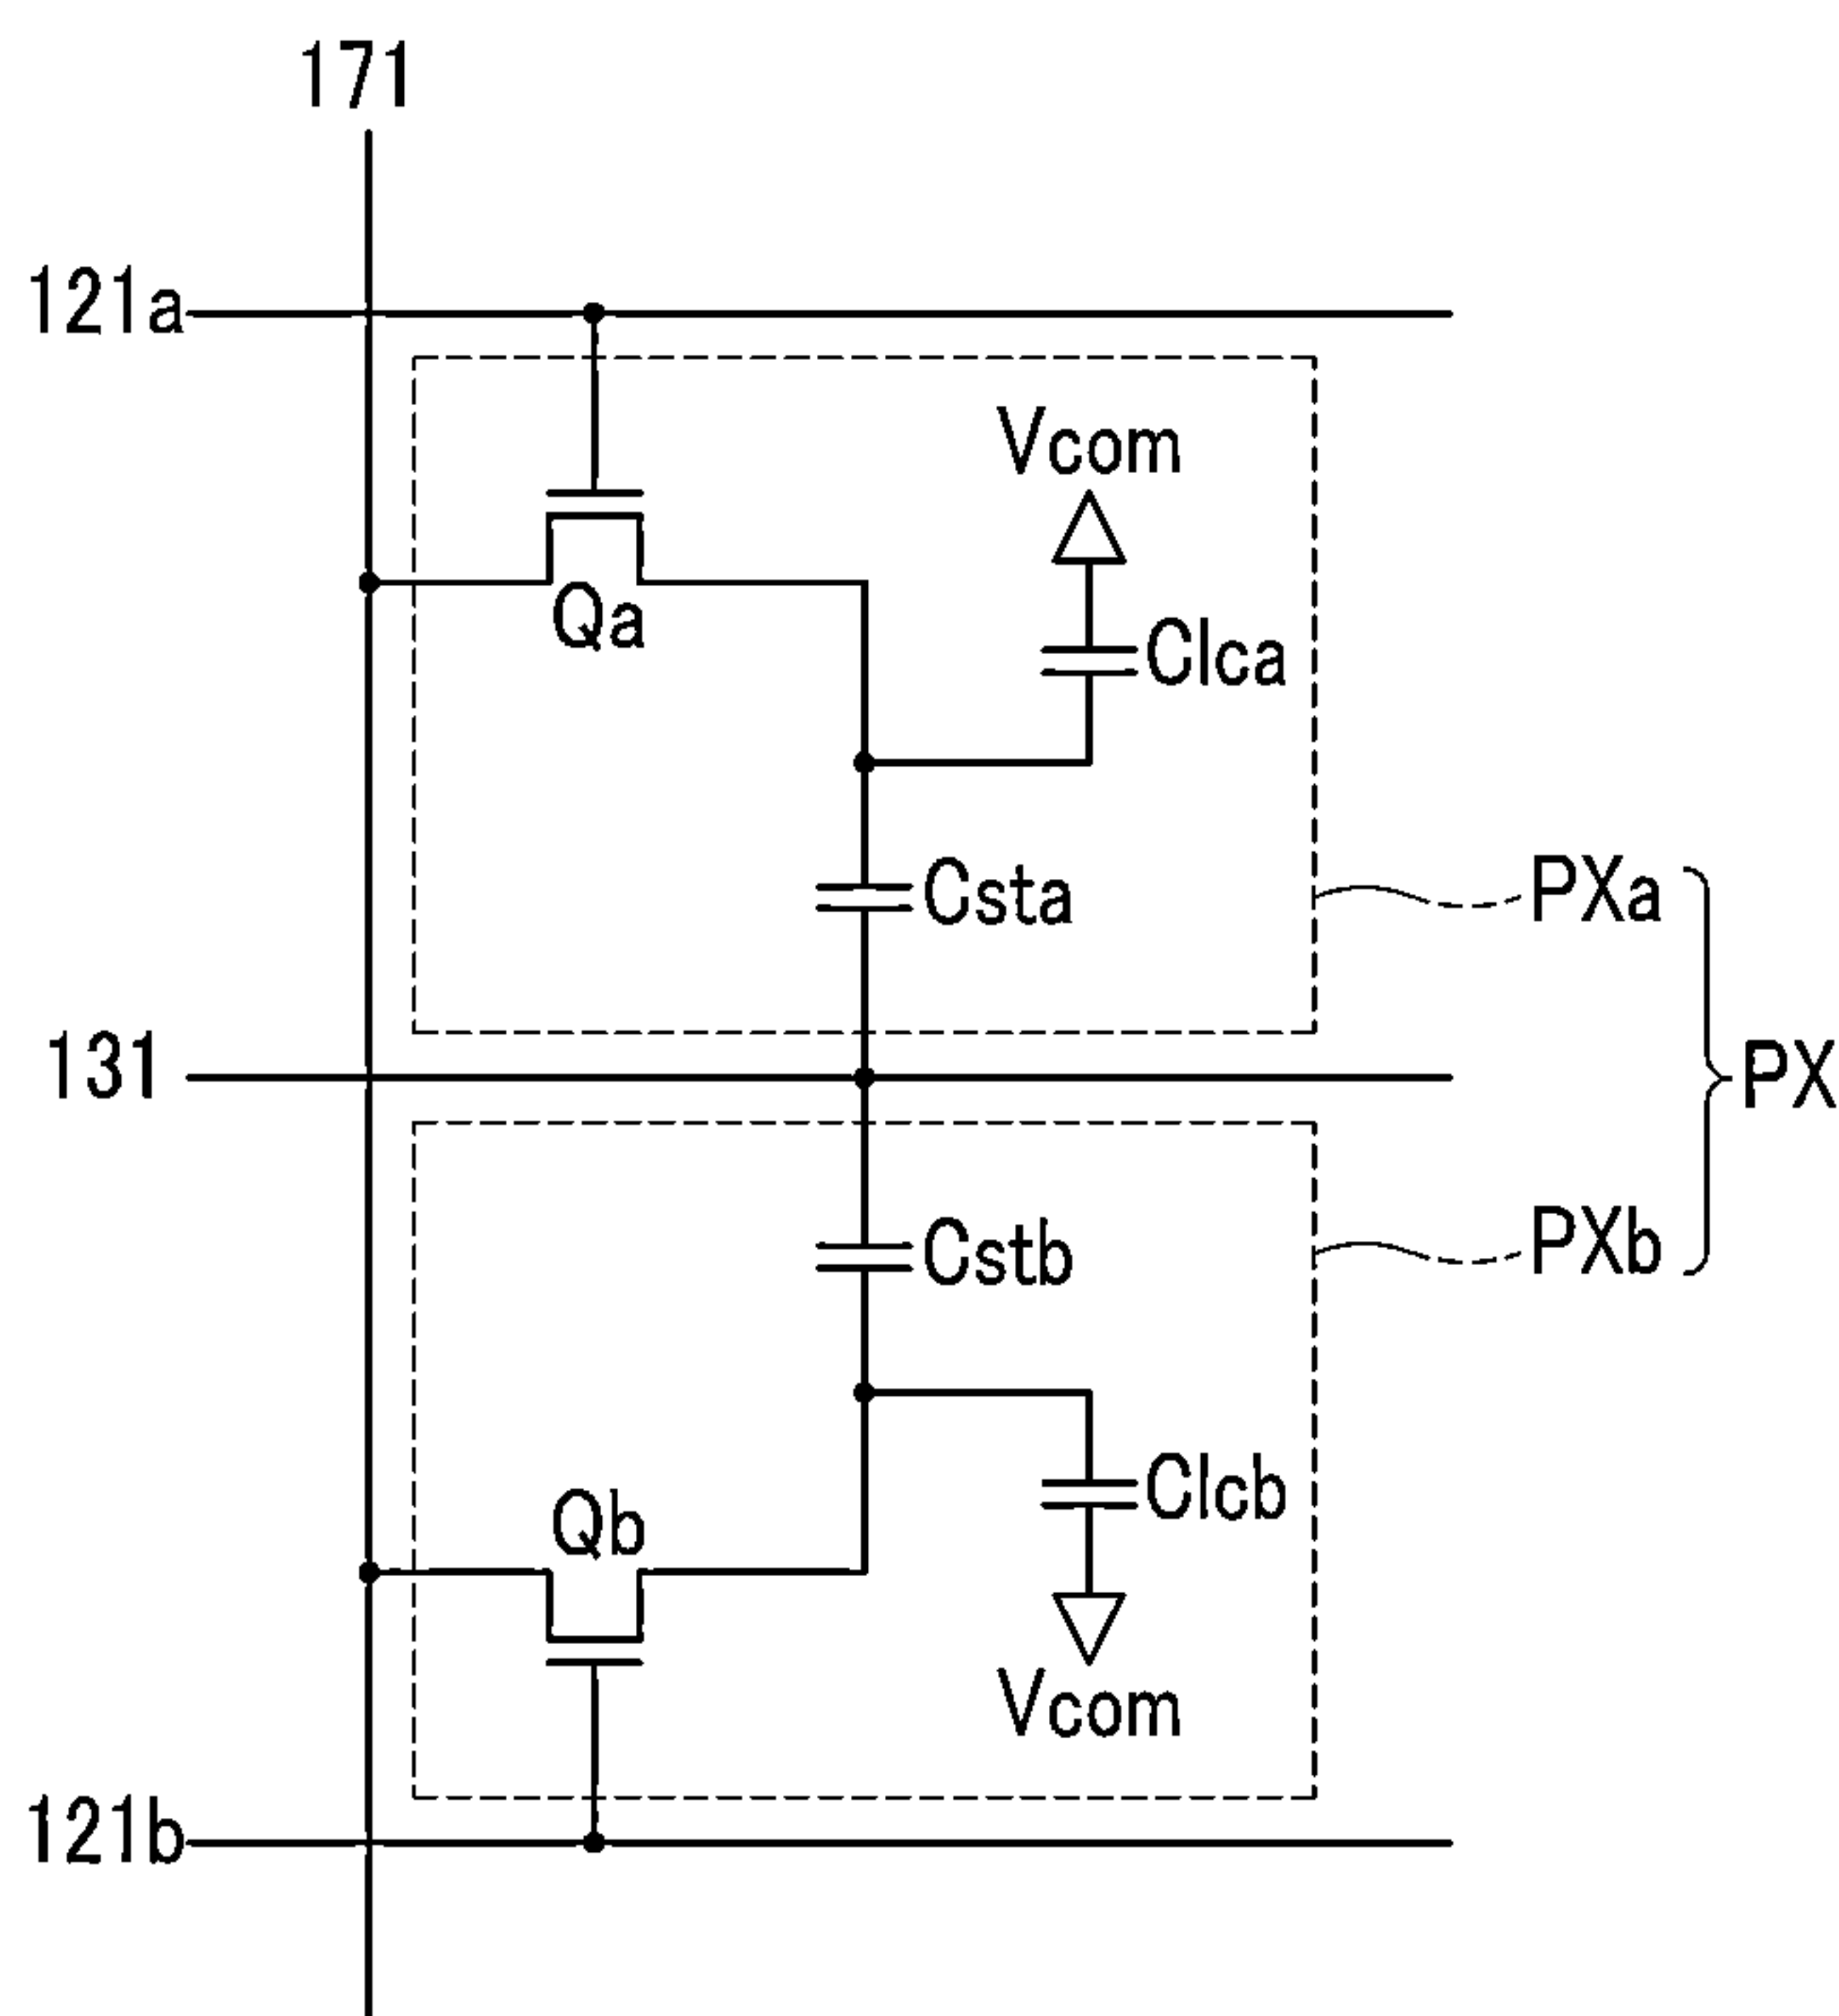 171
121a
Vcom
Qa
Clca
Csta
PXa
131
PX
Cstb
PXb
Clcb
Qb
Vcom
121b